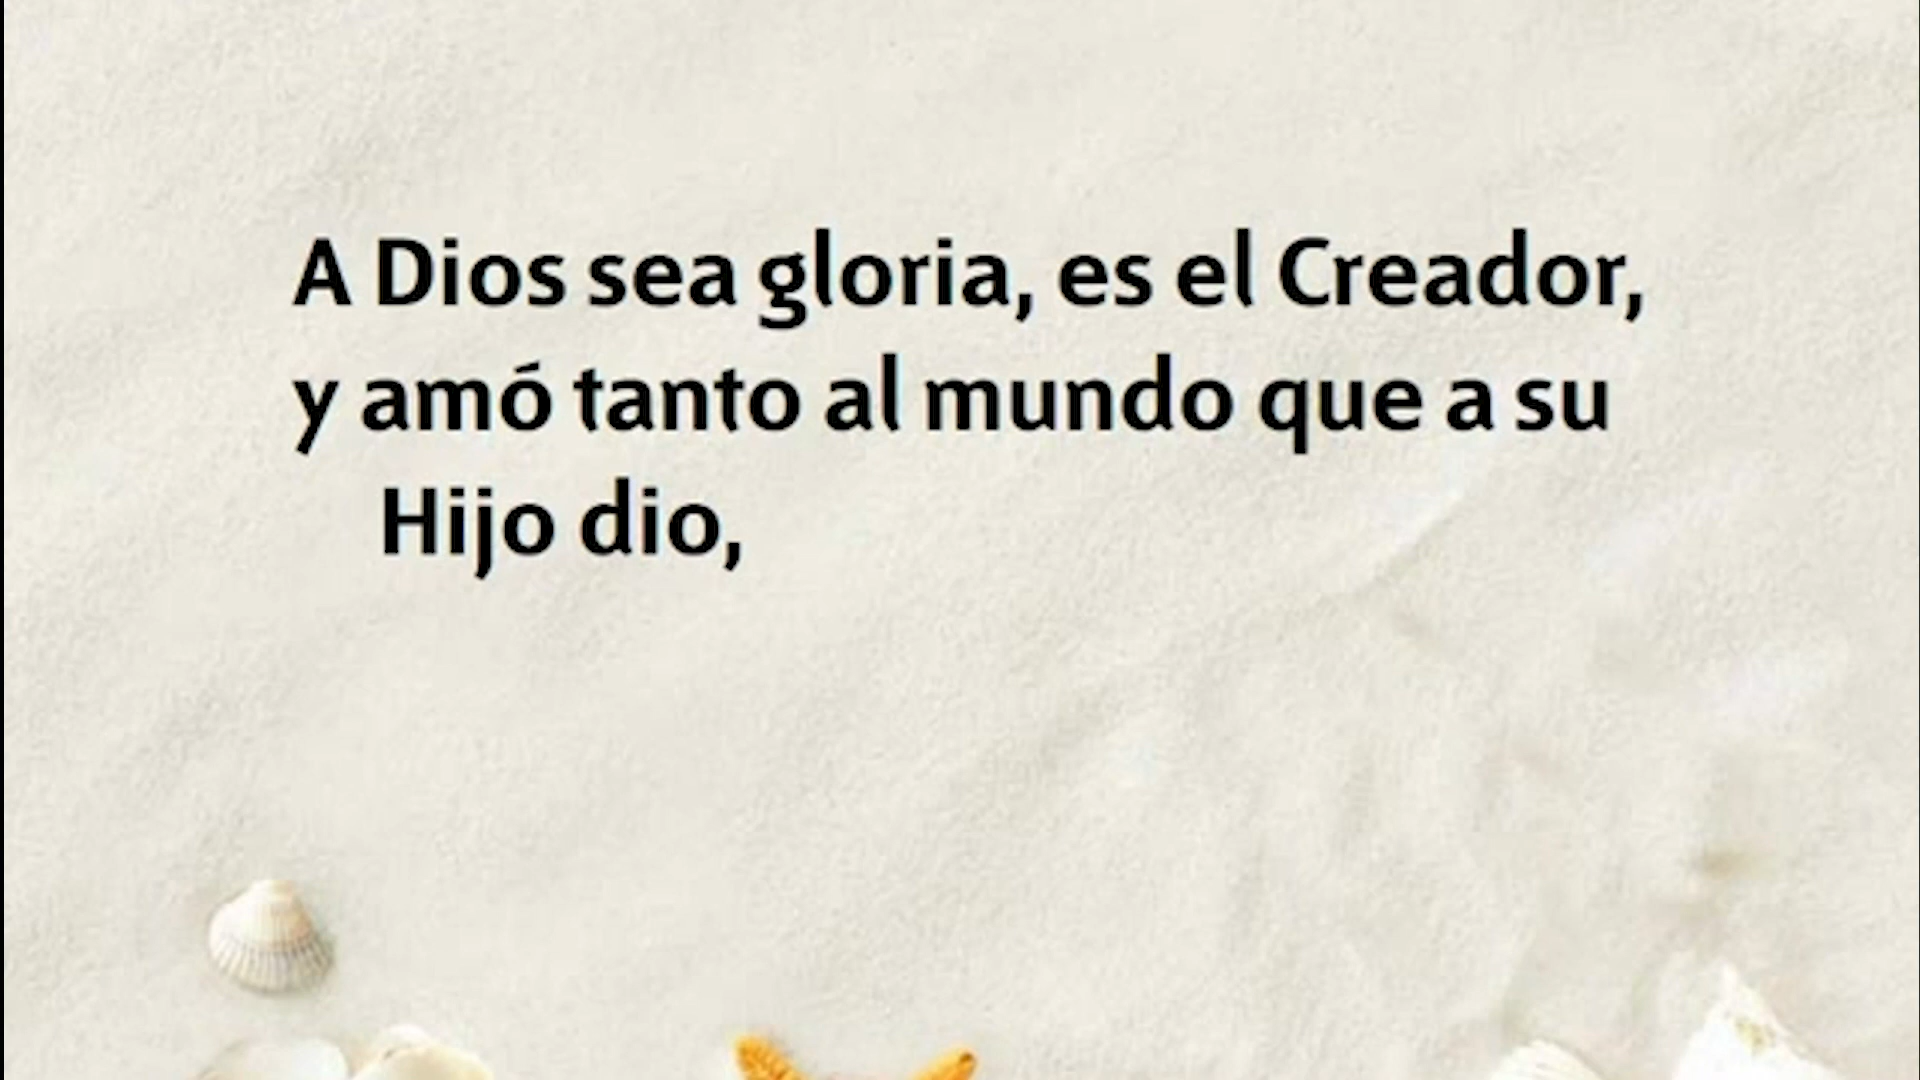 A Dios sea gloria, es el Creador,
y amó tanto al mundo que a su
Hijo dio,